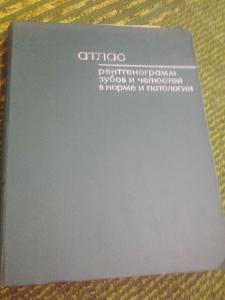 атлас
рентгенограмм
зубов и челюстей
в норме и патологии